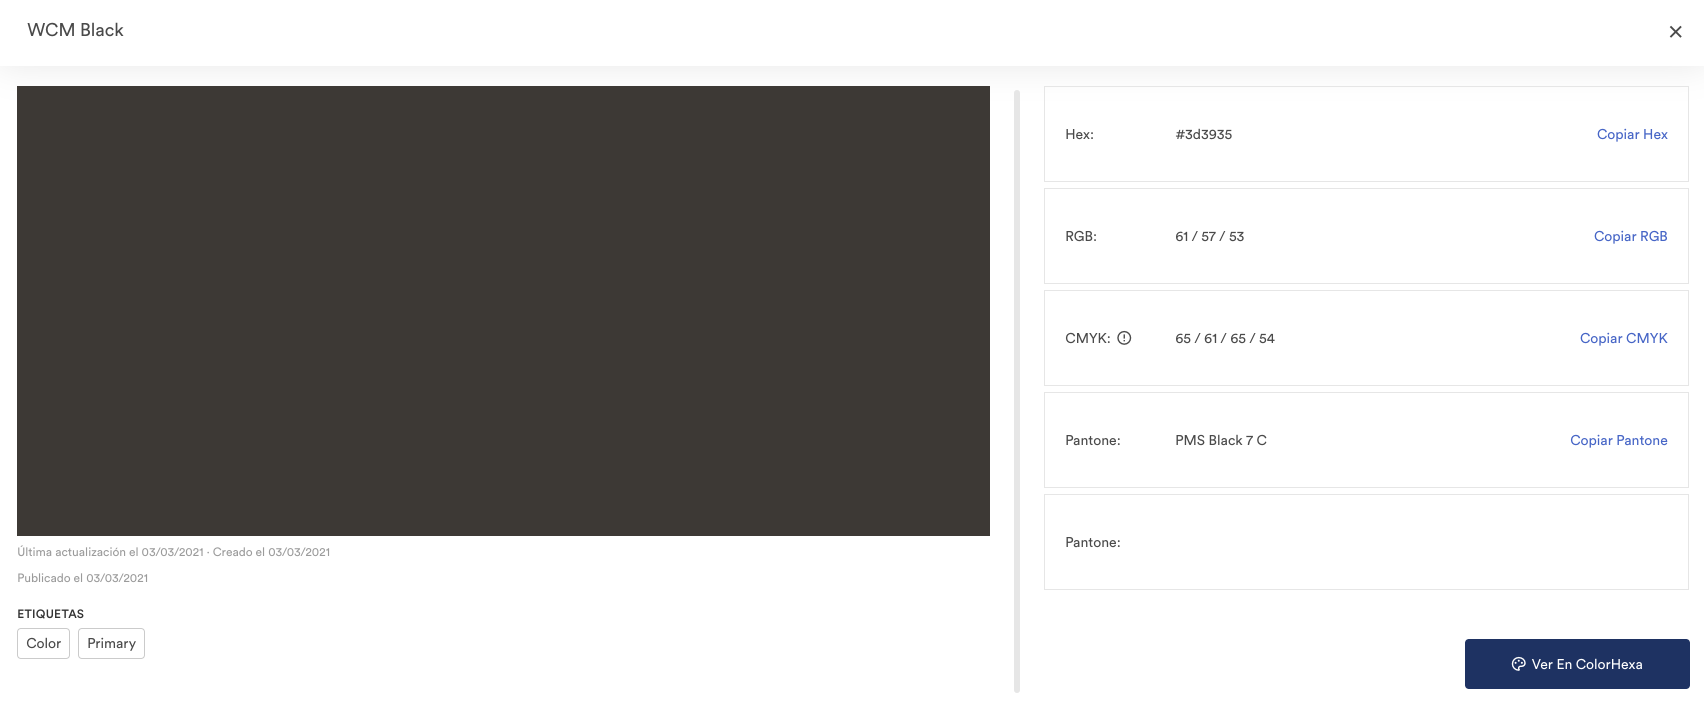 WCM Black
Hex: #3d3935 Copiar Hex
RGB: 61 / 57 / 53 Copiar RGB
CMYK: 65 / 61 / 65 / 54 Copiar CMYK
Pantone: PMS Black 7 C Copiar Pantone
Pantone:
Última actualización el 03/03/2021 · Creado el 03/03/2021
Publicado el 03/03/2021
ETIQUETAS
Color Primary
Ver En ColorHexa